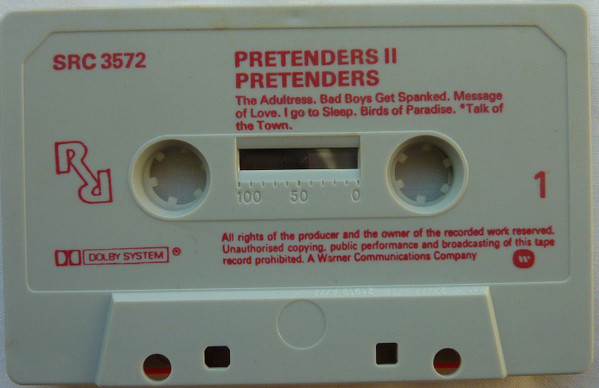 SRC 3572
PRETENDERS II
PRETENDERS
The Adultress. Bad Boys Get Spanked. Message
of Love. I go to Sleep. Birds of Paradise. *Talk of
the Town.
100 50 0
1
All rights of the producer and the owner of the recorded work reserved.
Unauthorised copying, public performance and broadcasting of this tape
record prohibited. A Warner Communications Company
DOLBY SYSTEM ®